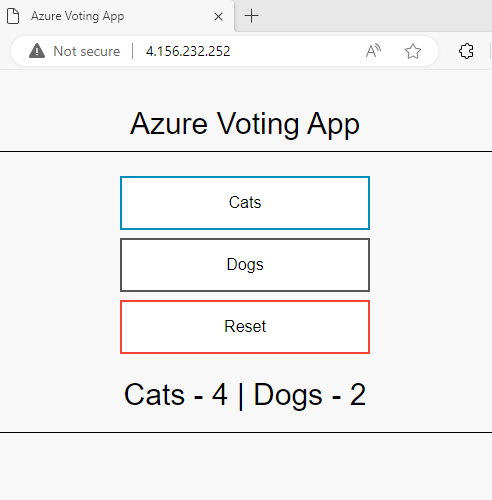 Azure Voting App
Not secure | 4.156.232.252
Azure Voting App
Cats
Dogs
Reset
Cats - 4 | Dogs - 2